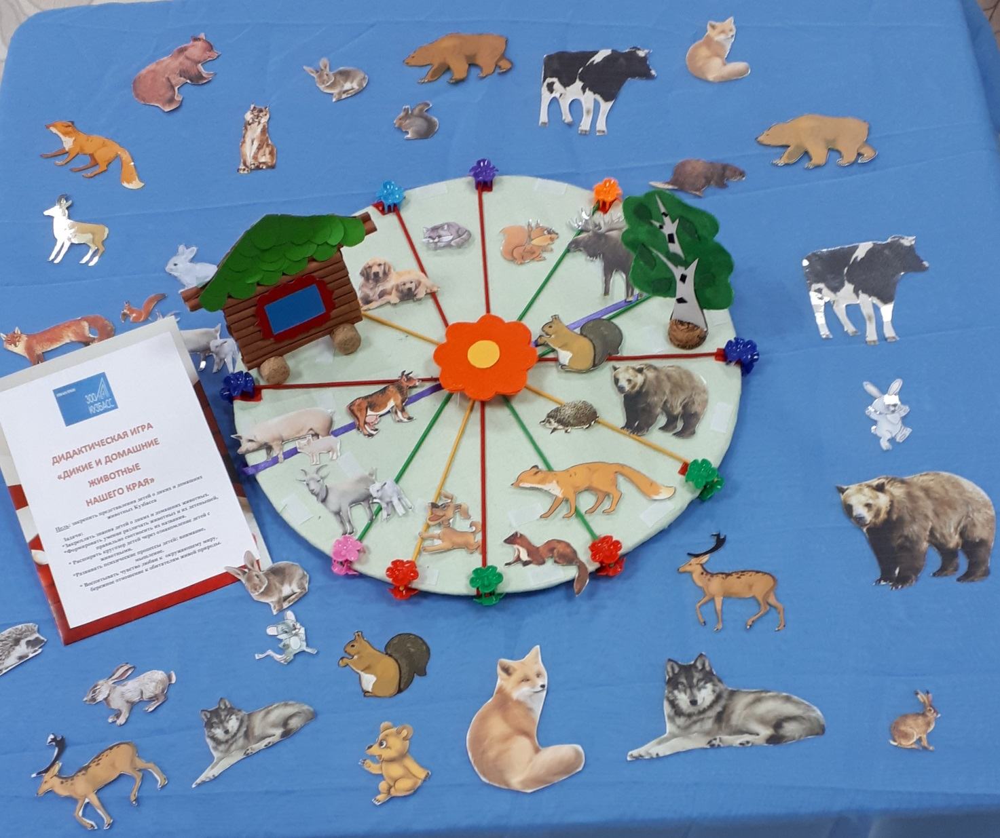 ЗОО
КУЗБАСС
ДИДАКТИЧЕСКАЯ ИГРА
«ДИКИЕ И ДОМАШНИЕ
ЖИВОТНЫЕ
НАШЕГО КРАЯ»
Цель: закрепить представления детей о диких и домашних
животных Кузбасса
Задачи:
*Закреплять знания детей о диких и домашних животных.
*Формировать умение различать животных и их детенышей,
правильно соотносить их названия.
* Расширять кругозор детей через ознакомление детей с
животными.
*Развивать психические процессы детей: внимание,
мышление.
* Воспитывать чувство любви к окружающему миру,
бережное отношение к обитателям живой природы.